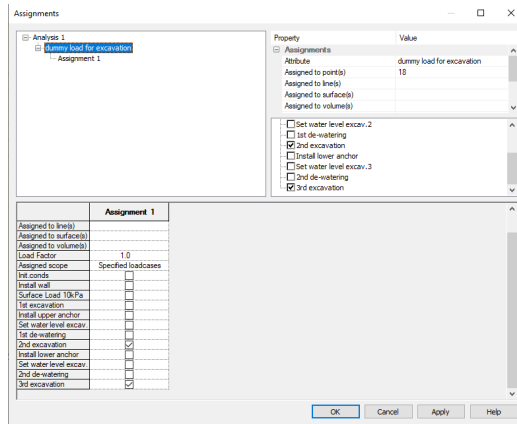 Assignments
Analysis 1
dummy load for excavation
Assignment 1
Property Value
Assignments
Attribute dummy load for excavation
Assigned to point(s) 18
Assigned to line(s)
Assigned to surface(s)
Assigned to volume(s)
Set water level excav.2
1st de-watering
2nd excavation
Install lower anchor
Set water level excav.3
2nd de-watering
3rd excavation
Assignment 1
Assigned to line(s)
Assigned to surface(s)
Assigned to volume(s)
Load Factor 1.0
Assigned scope Specified loadcases
Init.conds
Install wall
Surface Load 10kPa
1st excavation
Install upper anchor
Set water level excav.
1st de-watering
2nd excavation
Install lower anchor
Set water level excav.
2nd de-watering
3rd excavation
OK Cancel Apply Help